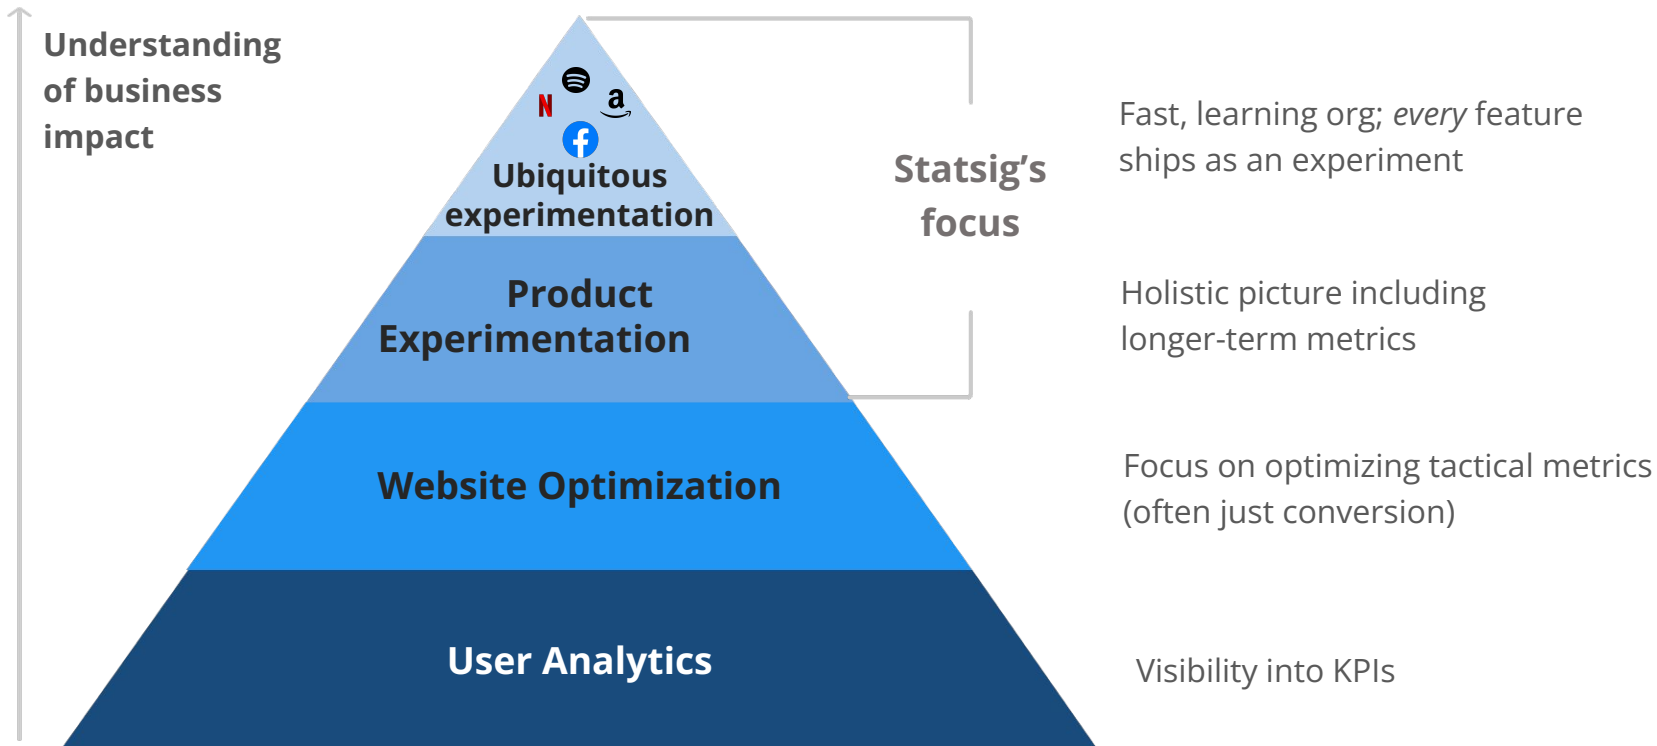 Understanding
of business
impact
N
a
f
Ubiquitous
experimentation
Statsig’s
focus
Fast, learning org; every feature
ships as an experiment
Product
Experimentation
Holistic picture including
longer-term metrics
Website Optimization
Focus on optimizing tactical metrics
(often just conversion)
User Analytics
Visibility into KPIs